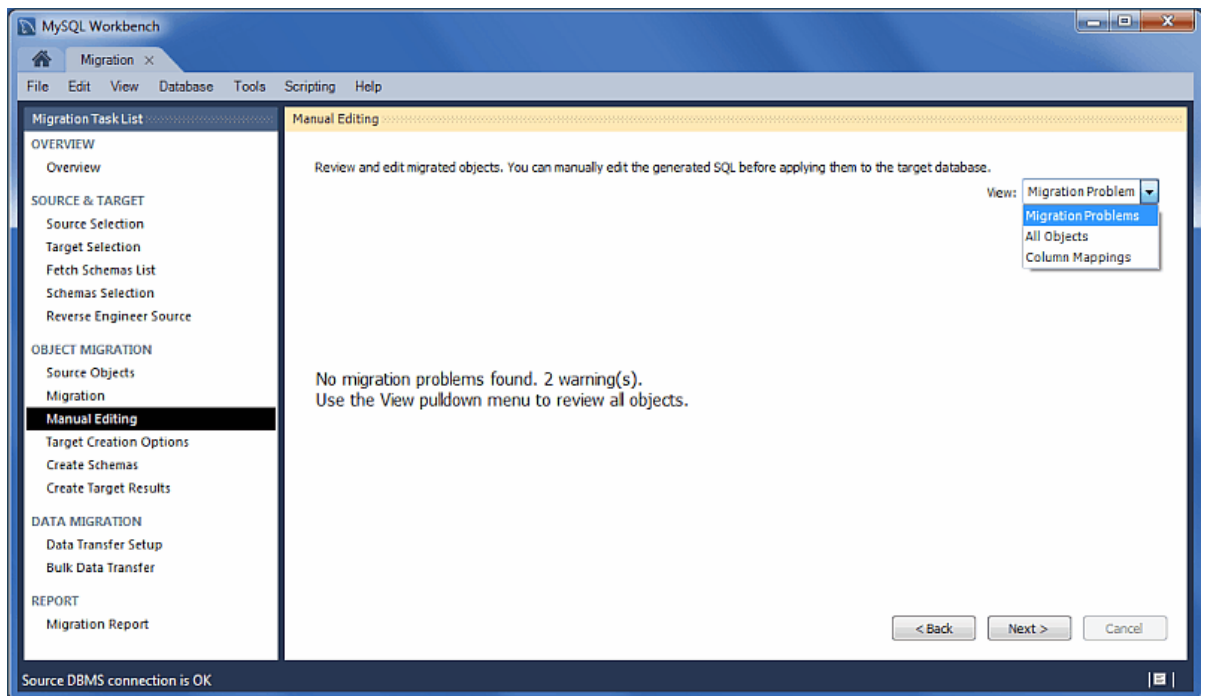 MySQL Workbench
Migration ×
File Edit View Database Tools Scripting Help
Migration Task List
OVERVIEW
Overview
SOURCE & TARGET
Source Selection
Target Selection
Fetch Schemas List
Schemas Selection
Reverse Engineer Source
OBJECT MIGRATION
Source Objects
Migration
Manual Editing
Target Creation Options
Create Schemas
Create Target Results
DATA MIGRATION
Data Transfer Setup
Bulk Data Transfer
REPORT
Migration Report
Manual Editing
Review and edit migrated objects. You can manually edit the generated SQL before applying them to the target database.
View: Migration Problem
Migration Problems
All Objects
Column Mappings
No migration problems found. 2 warning(s).
Use the View pulldown menu to review all objects.
< Back Next > Cancel
Source DBMS connection is OK